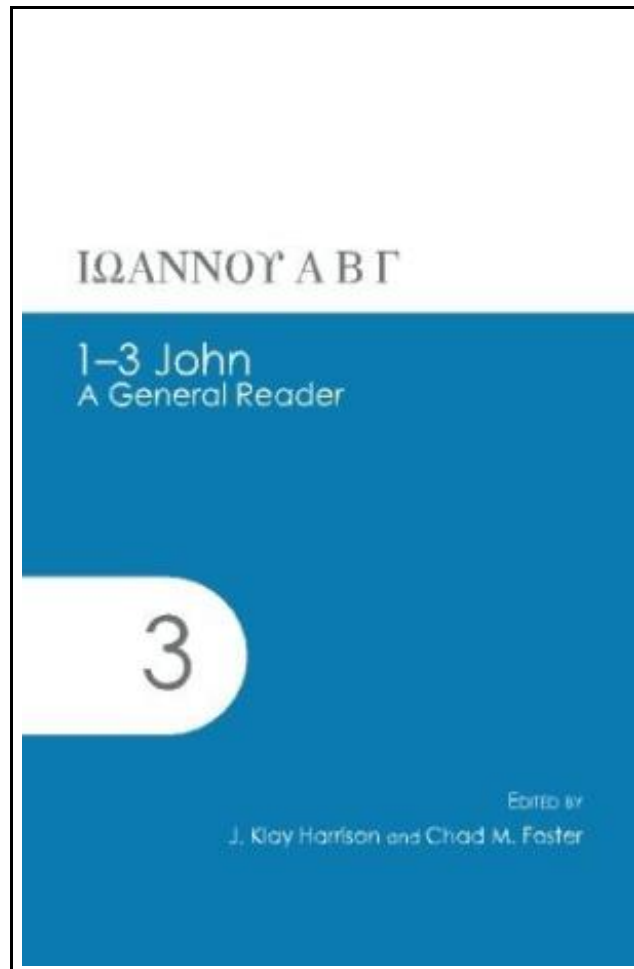 ΙΩΑΝΝΟΥ Α Β Γ
1–3 John
A General Reader
3
EDITED BY
J. Klay Harrison and Chad M. Foster